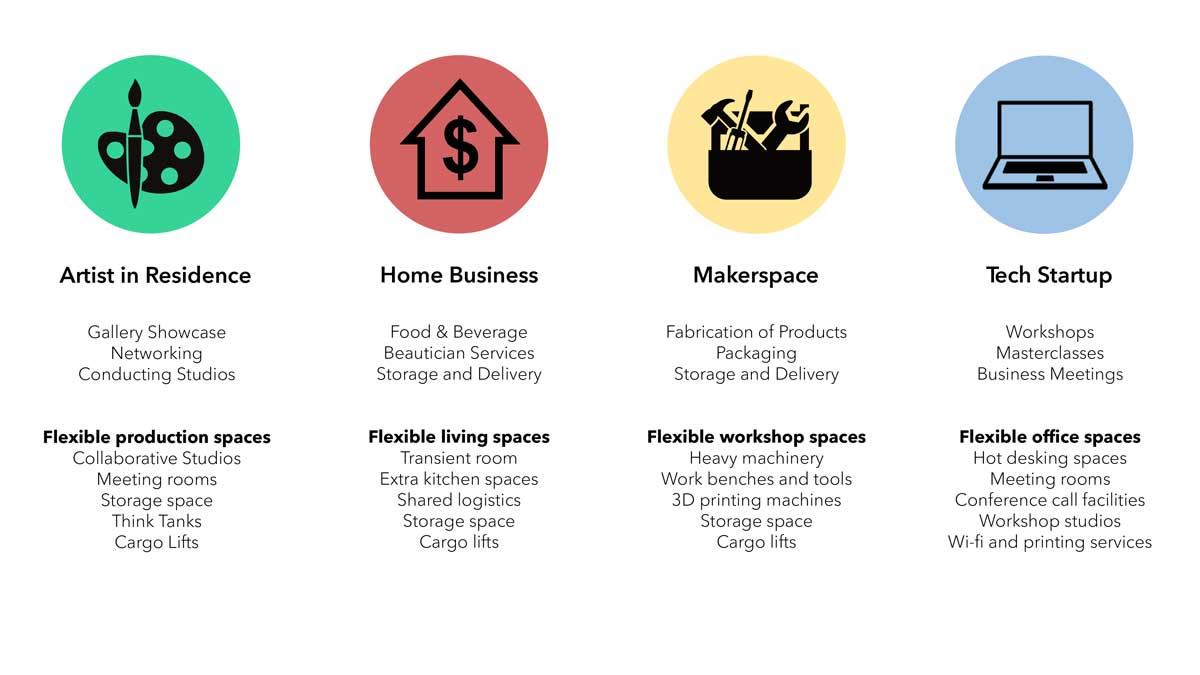 Artist in Residence
Gallery Showcase
Networking
Conducting Studios
Flexible production spaces
Collaborative Studios
Meeting rooms
Storage space
Think Tanks
Cargo Lifts
$
Home Business
Food & Beverage
Beautician Services
Storage and Delivery
Flexible living spaces
Transient room
Extra kitchen spaces
Shared logistics
Storage space
Cargo lifts
Makerspace
Fabrication of Products
Packaging
Storage and Delivery
Flexible workshop spaces
Heavy machinery
Work benches and tools
3D printing machines
Storage space
Cargo lifts
Tech Startup
Workshops
Masterclasses
Business Meetings
Flexible office spaces
Hot desking spaces
Meeting rooms
Conference call facilities
Workshop studios
Wi-fi and printing services